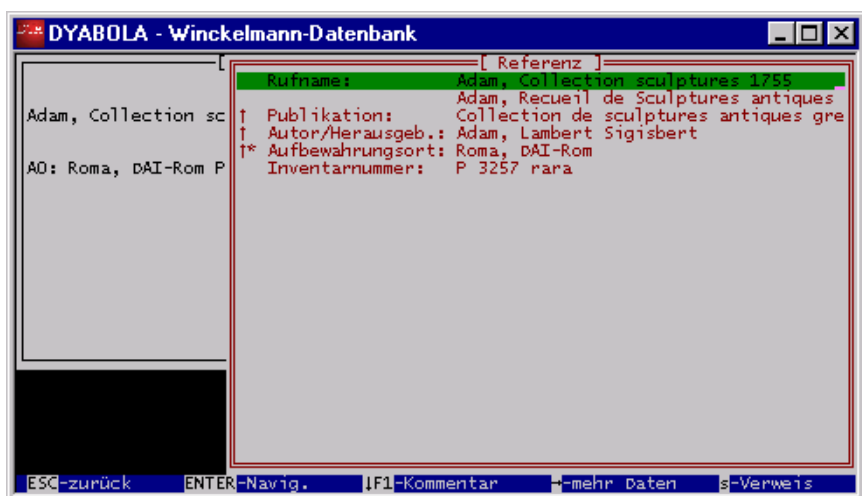 DYABOLA - Winckelmann-Datenbank
[ Referenz ]
Rufname: Adam, Collection sculptures 1755
Adam, Recueil de Sculptures antiques
Adam, Collection sc
↑ Publikation: Collection de sculptures antiques gre
↑ Autor/Herausgeb.: Adam, Lambert Sigisbert
↑* Aufbewahrungsort: Roma, DAI-Rom
AO: Roma, DAI-Rom P
Inventarnummer: P 3257 rara
ESC-zurück ENTER-Navig. ↓F1-Kommentar →-mehr Daten s-Verweis